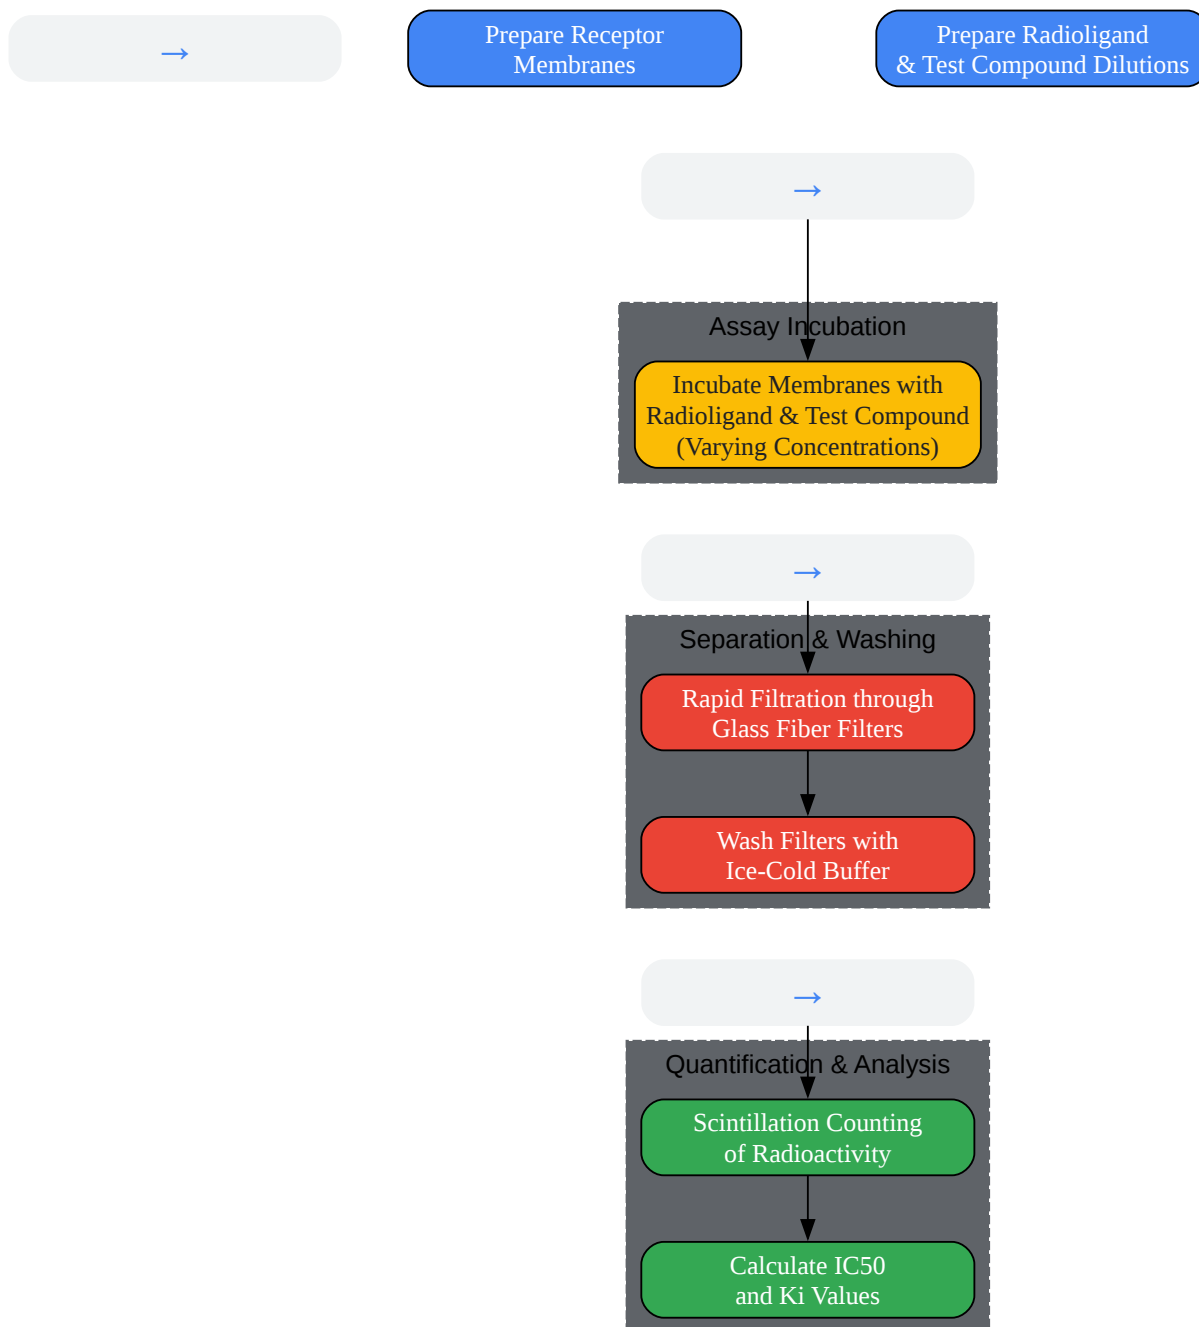 →
Prepare Receptor
Membranes
Prepare Radioligand
& Test Compound Dilutions
→
Assay Incubation
Incubate Membranes with
Radioligand & Test Compound
(Varying Concentrations)
→
Separation & Washing
Rapid Filtration through
Glass Fiber Filters
Wash Filters with
Ice-Cold Buffer
→
Quantification & Analysis
Scintillation Counting
of Radioactivity
Calculate IC50
and Ki Values